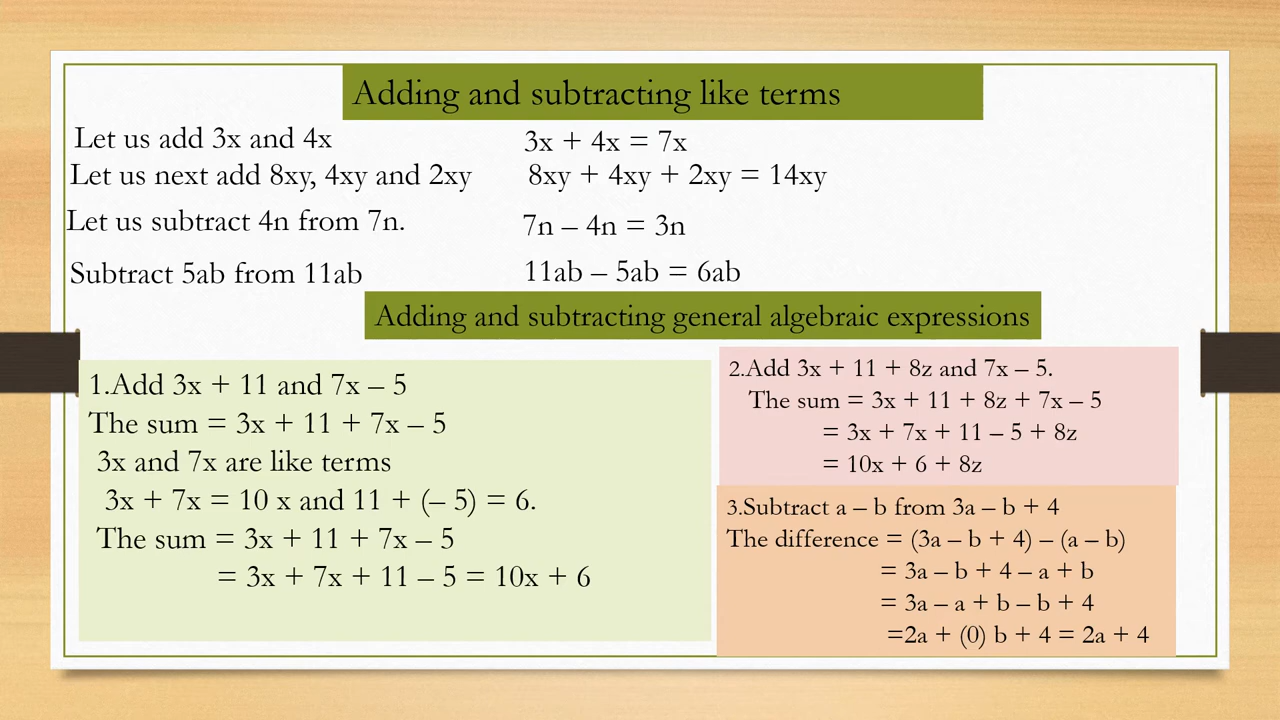 Adding and subtracting like terms
Let us add 3x and 4x
3x + 4x = 7x
Let us next add 8xy, 4xy and 2xy
8xy + 4xy + 2xy = 14xy
Let us subtract 4n from 7n.
7n – 4n = 3n
Subtract 5ab from 11ab
11ab – 5ab = 6ab
Adding and subtracting general algebraic expressions
1.Add 3x + 11 and 7x – 5
The sum = 3x + 11 + 7x – 5
3x and 7x are like terms
3x + 7x = 10 x and 11 + (– 5) = 6.
The sum = 3x + 11 + 7x – 5
= 3x + 7x + 11 – 5 = 10x + 6
2.Add 3x + 11 + 8z and 7x – 5.
The sum = 3x + 11 + 8z + 7x – 5
= 3x + 7x + 11 – 5 + 8z
= 10x + 6 + 8z
3.Subtract a – b from 3a – b + 4
The difference = (3a – b + 4) – (a – b)
= 3a – b + 4 – a + b
= 3a – a + b – b + 4
=2a + (0) b + 4 = 2a + 4